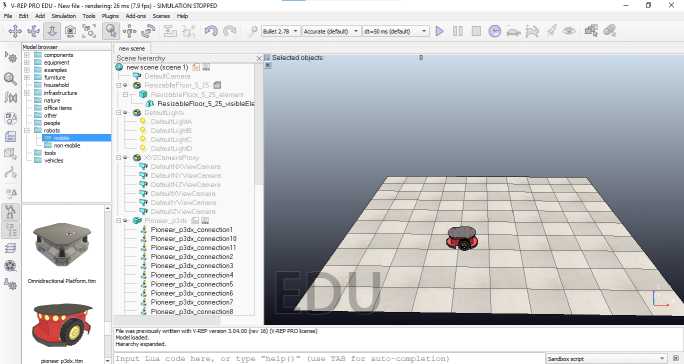 V-REP PRO EDU - New file - rendering: 26 ms (7.9 fps) - SIMULATION STOPPED
File Edit Add Simulation Tools Plugins Add-ons Scenes Help
Bullet 2.78 Accurate (default) dt=50 ms (default)
new scene
Model browser
components
equipment
examples
furniture
household
infrastructure
nature
office items
other
people
robots
mobile
non-mobile
tools
vehicles
Omnidirectional Platform.ttm
pioneer p3dx.ttm
Scene hierarchy
new scene (scene 1)
DefaultCamera
ResizableFloor_5_25
ResizableFloor_5_25_element
ResizableFloor_5_25_visibleEle
DefaultLights
DefaultLightA
DefaultLightB
DefaultLightC
DefaultLightD
XYZCameraProxy
DefaultNXViewCamera
DefaultNYViewCamera
DefaultNZViewCamera
DefaultXViewCamera
DefaultYViewCamera
DefaultZViewCamera
Pioneer_p3dx
Pioneer_p3dx_connection1
Pioneer_p3dx_connection10
Pioneer_p3dx_connection11
Pioneer_p3dx_connection2
Pioneer_p3dx_connection3
Pioneer_p3dx_connection4
Pioneer_p3dx_connection5
Pioneer_p3dx_connection6
Pioneer_p3dx_connection7
Pioneer_p3dx_connection8
Selected objects: 0
EDU
File was previously written with V-REP version 3.04.00 (rev 16) (V-REP PRO license)
Model loaded.
Hierarchy expanded.
Input Lua code here, or type "help()" (use TAB for auto-completion)
Sandbox script